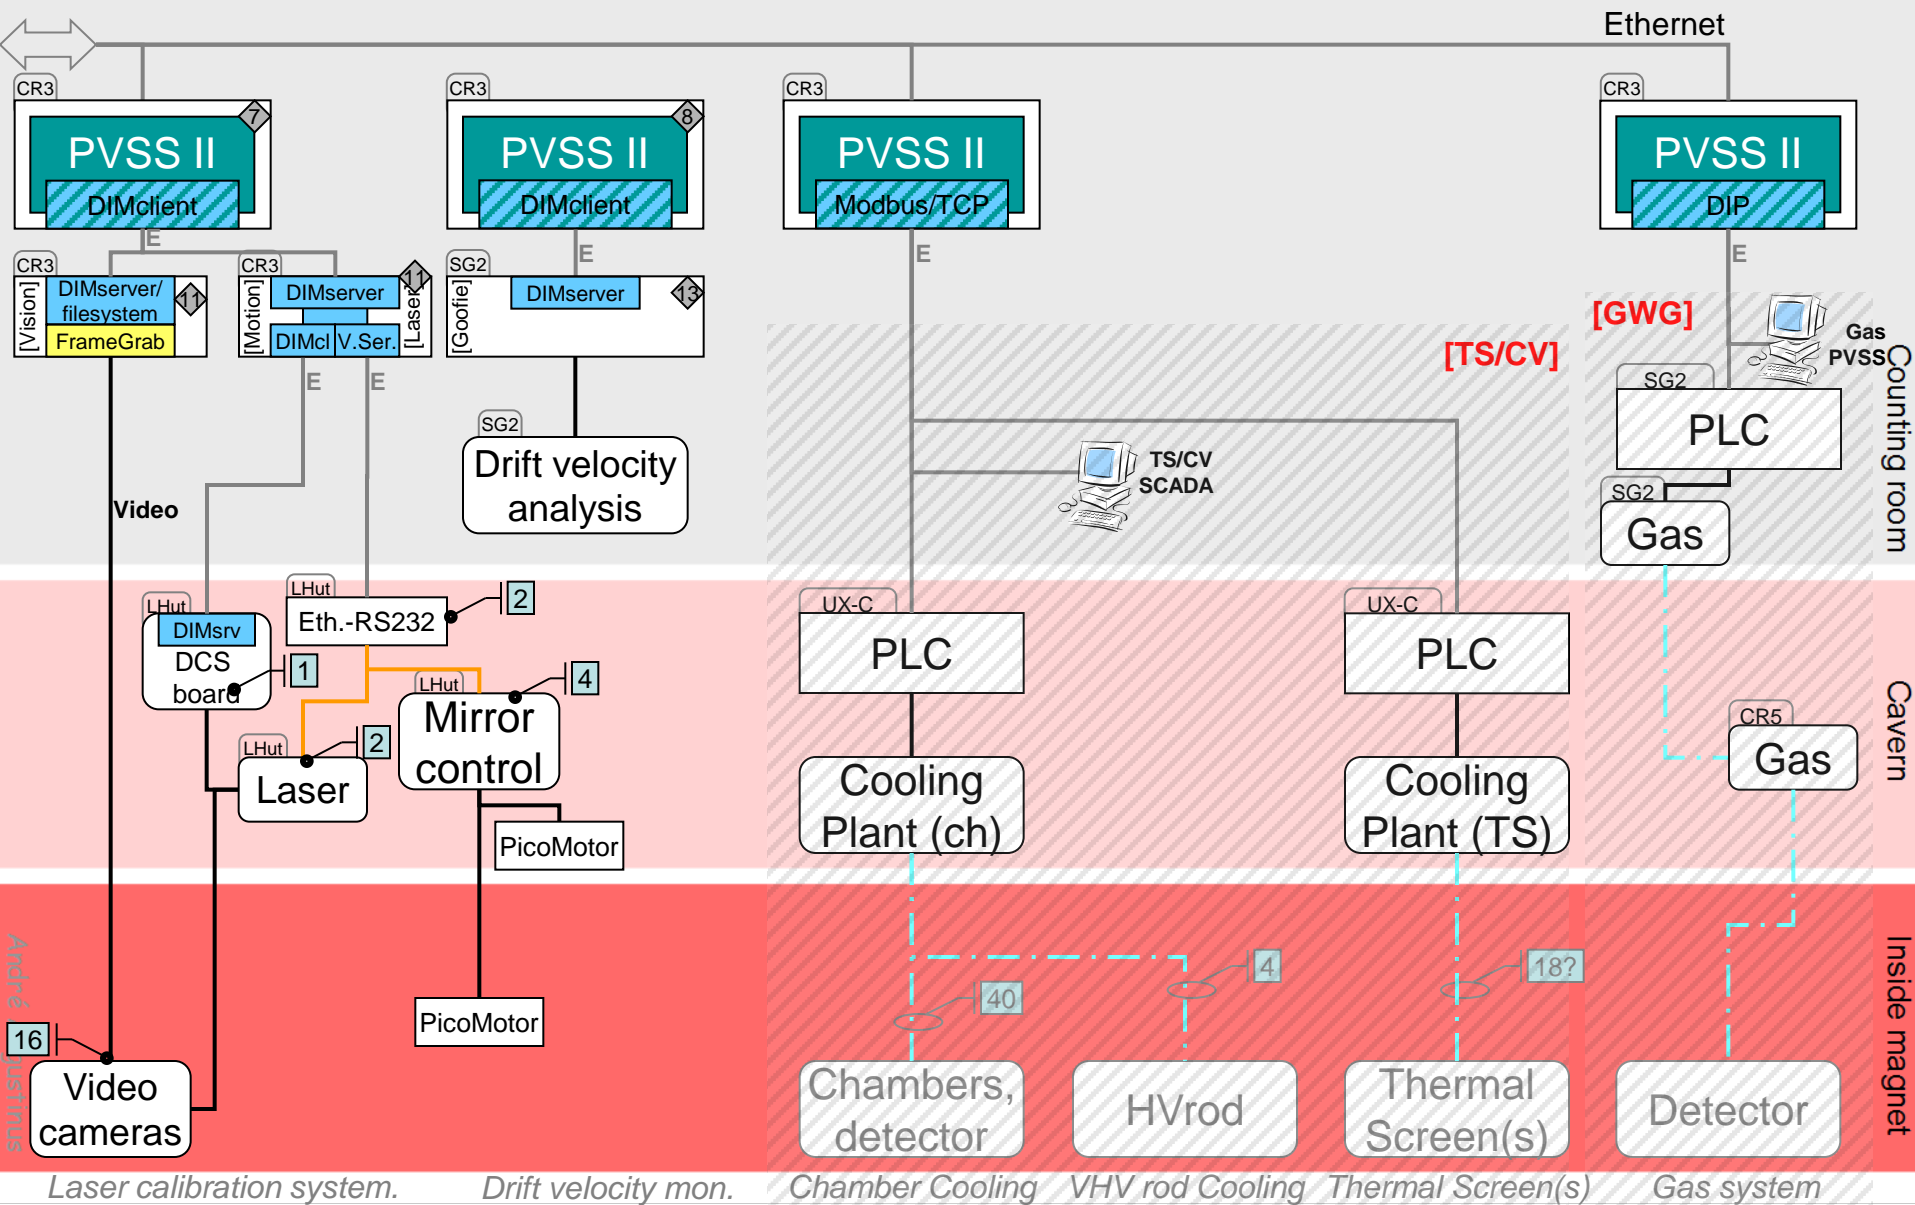 Ethernet
CR3
CR3
CR3
CR3
7
8
PVSS II
PVSS II
PVSS II
PVSS II
DIMclient
DIMclient
Modbus/TCP
DIP
E
E
E
E
CR3
CR3
SG2
[Vision]
DIMserver/
filesystem
FrameGrab
11
[Motion]
DIMserver
DIMcl
V.Ser.
[Laser]
11
[Goofie]
DIMserver
13
[TS/CV]
[GWG]
Gas
PVSS
E
E
SG2
PLC
SG2
Gas
SG2
Drift velocity
analysis
TS/CV
SCADA
Video
Counting room
LHut
DIMsrv
DCS
board
1
LHut
Eth.-RS232
2
LHut
Mirror
control
4
LHut
Laser
2
PicoMotor
UX-C
PLC
UX-C
PLC
Cooling
Plant (ch)
Cooling
Plant (TS)
CR5
Gas
Cavern
PicoMotor
40
4
18?
16
Video
cameras
Chambers,
detector
HVrod
Thermal
Screen(s)
Detector
Inside magnet
André
gustinus
Laser calibration system.
Drift velocity mon.
Chamber Cooling
VHV rod Cooling
Thermal Screen(s)
Gas system